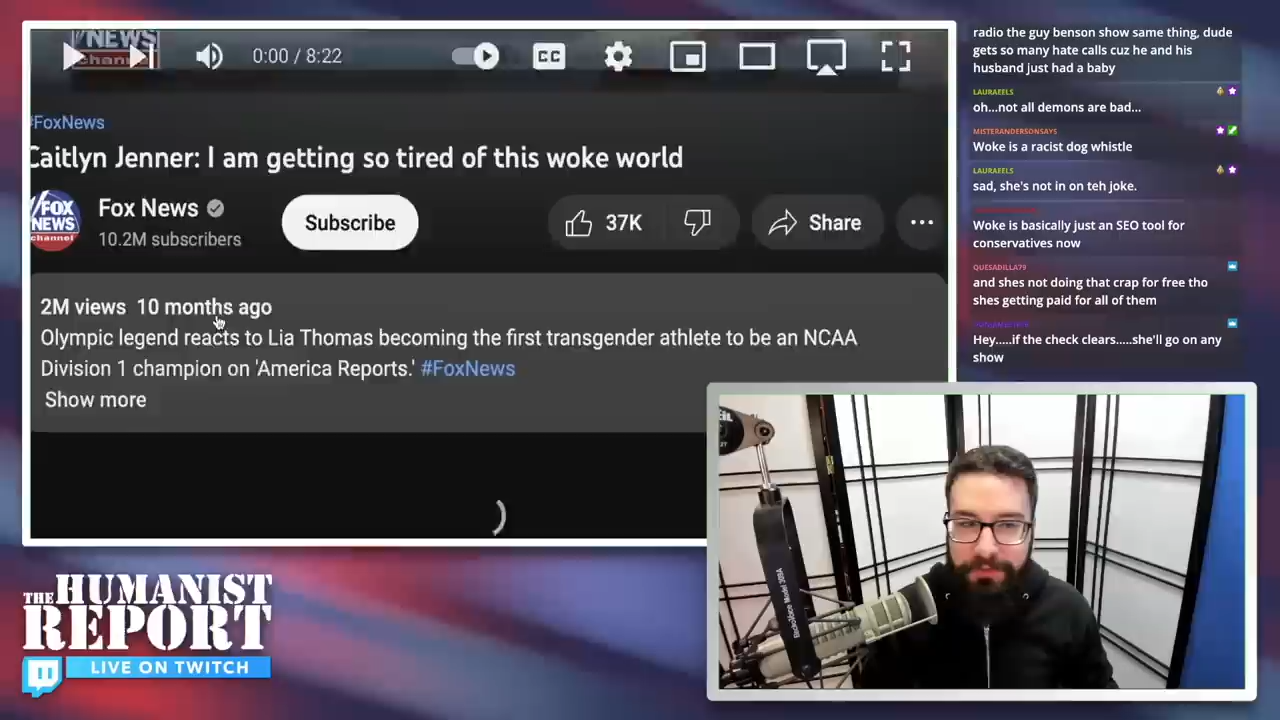 NEWS
channel
0:00 / 8:22
CC
#FoxNews
Caitlyn Jenner: I am getting so tired of this woke world
FOX
NEWS
channel
Fox News
10.2M subscribers
Subscribe
37K
Share
2M views 10 months ago
Olympic legend reacts to Lia Thomas becoming the first transgender athlete to be an NCAA
Division 1 champion on 'America Reports.' #FoxNews
Show more
radio the guy benson show same thing, dude
gets so many hate calls cuz he and his
husband just had a baby
LAURAEELS
oh...not all demons are bad...
MISTERANDERSONSAYS
Woke is a racist dog whistle
LAURAEELS
sad, she's not in on teh joke.
Woke is basically just an SEO tool for
conservatives now
QUESADILLA79
and shes not doing that crap for free tho
shes getting paid for all of them
Hey.....if the check clears.....she'll go on any
show
THE HUMANIST
REPORT
LIVE ON TWITCH